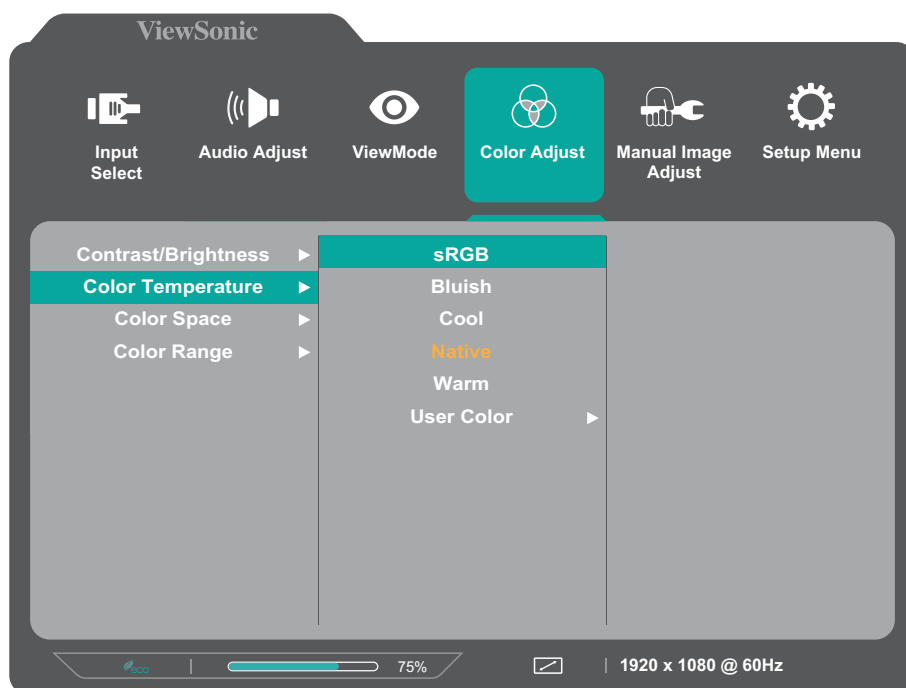 ViewSonic
Input
Select
Audio Adjust
ViewMode
Color Adjust
Manual Image
Adjust
Setup Menu
Contrast/Brightness
Color Temperature
Color Space
Color Range
sRGB
Bluish
Cool
Native
Warm
User Color
eco
75%
1920 x 1080 @ 60Hz